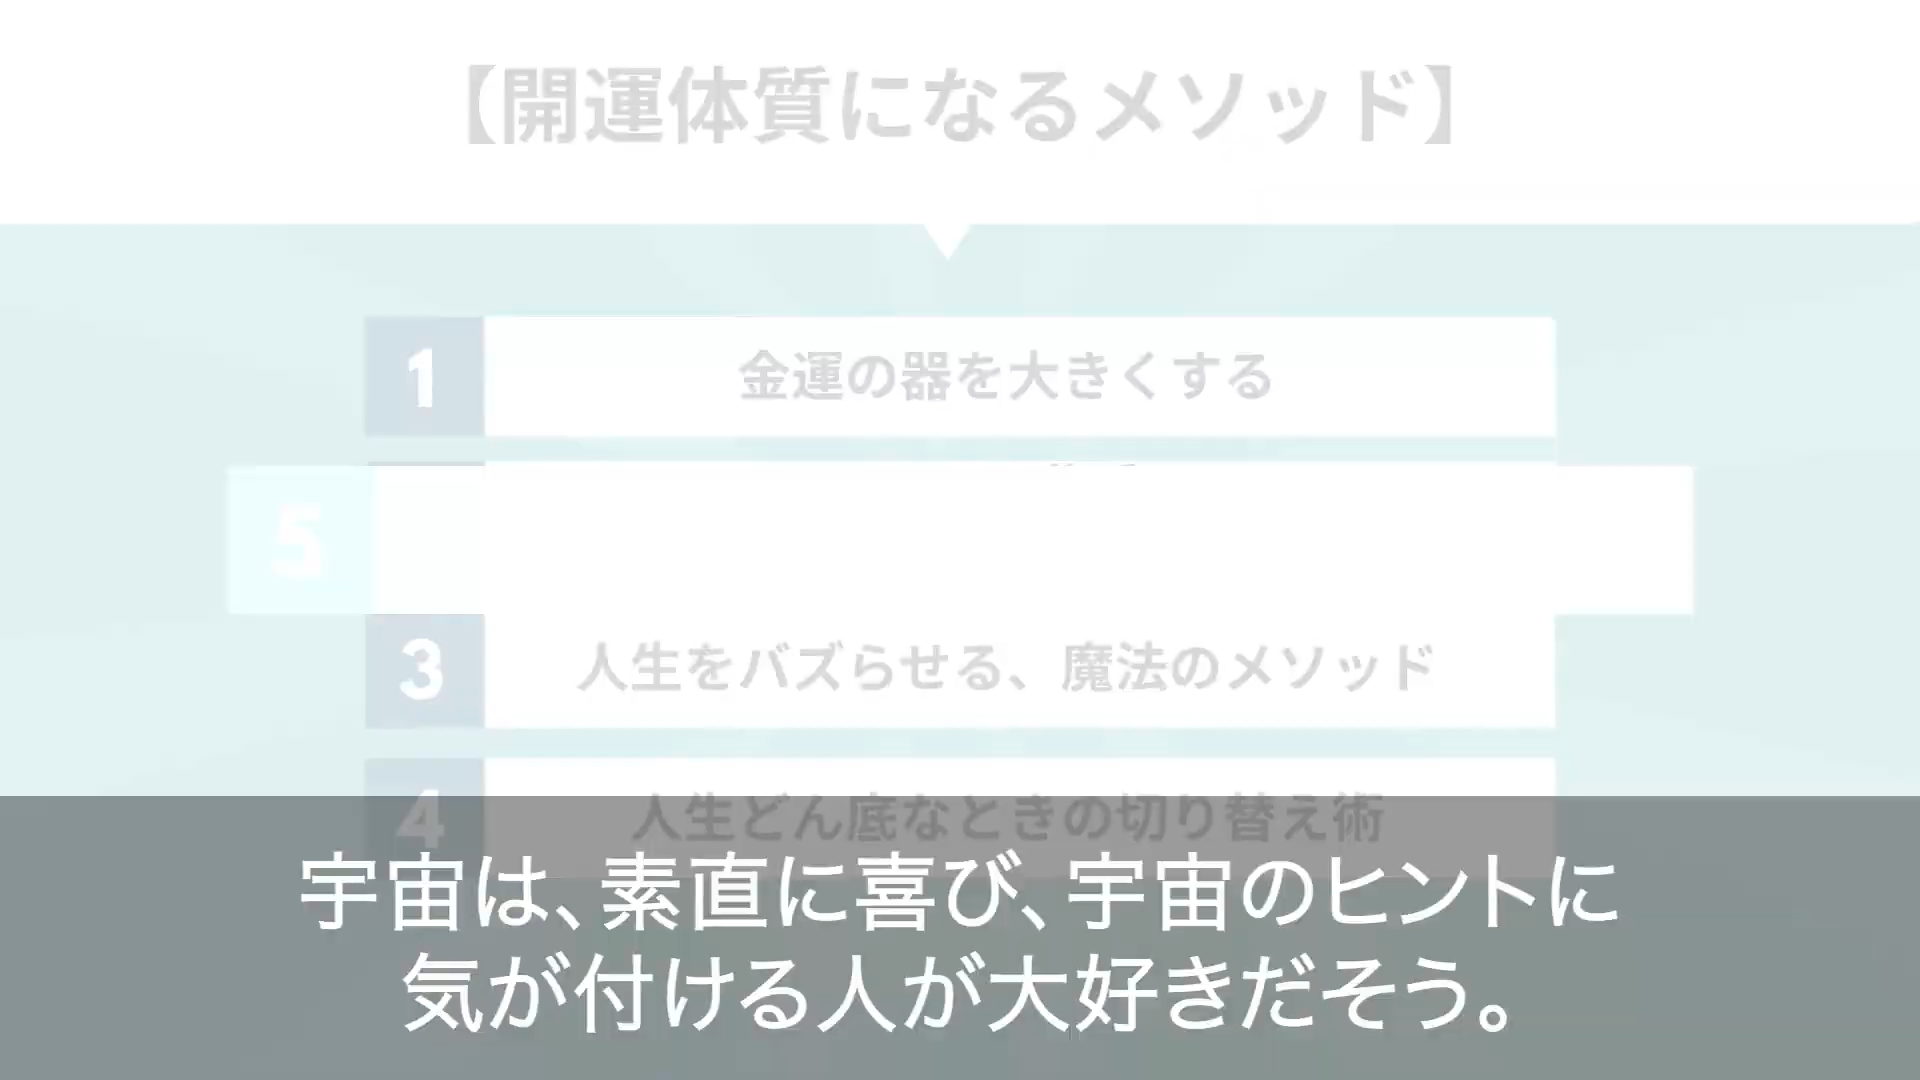 【開運体質になるメソッド】
1 金運の器を大きくする
5
3 人生をバズらせる、魔法のメソッド
4 人生どん底なときの切り替え術
宇宙は、素直に喜び、宇宙のヒントに
気が付ける人が大好きだそう。